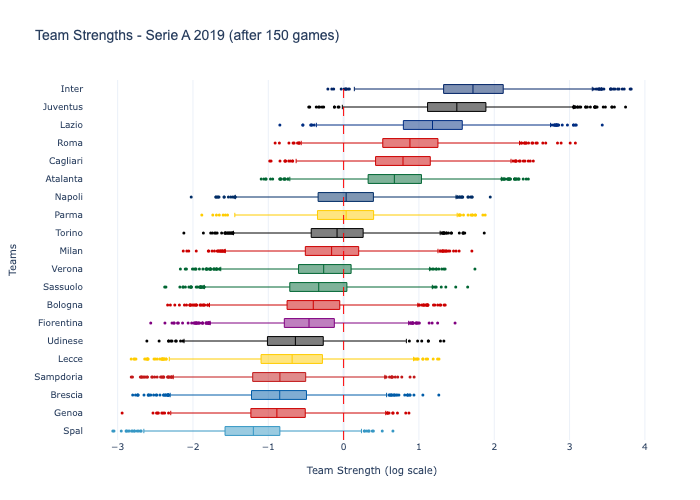 Team Strengths - Serie A 2019 (after 150 games)
Inter
Juventus
Lazio
Roma
Cagliari
Atalanta
Napoli
Parma
Torino
Milan
Verona
Sassuolo
Bologna
Fiorentina
Udinese
Lecce
Sampdoria
Brescia
Genoa
Spal
Teams
−3 −2 −1 0 1 2 3 4
Team Strength (log scale)